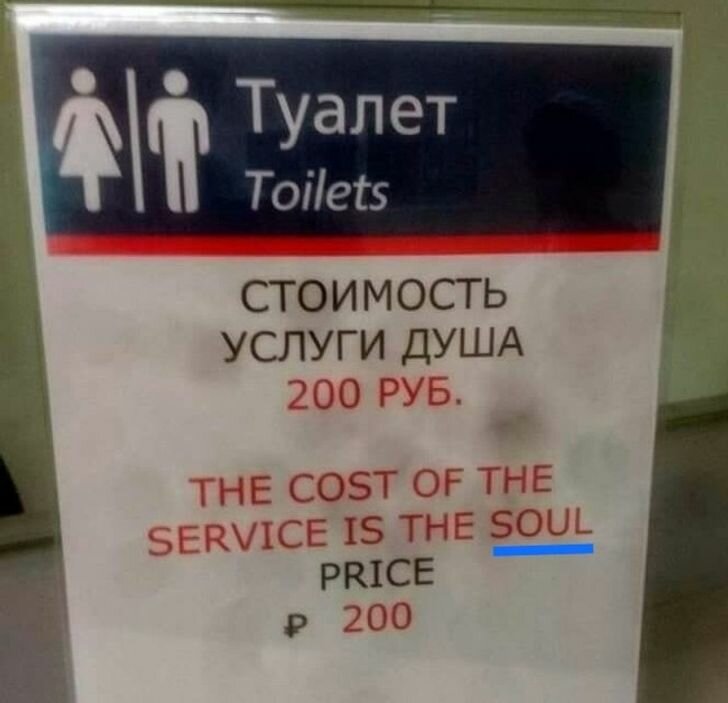 Туалет
Toilets
СТОИМОСТЬ
УСЛУГИ ДУША
200 РУБ.
THE COST OF THE
SERVICE IS THE SOUL
PRICE
₽ 200